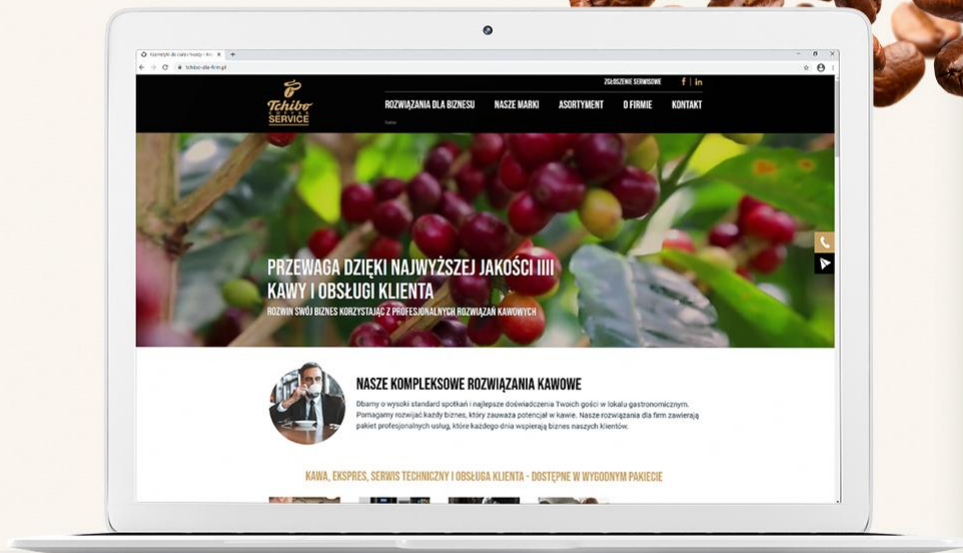 tchibo-dla-firm.pl
ZGŁOSZENIE SERWISOWE
f | in
Tchibo
COFFEE
SERVICE
ROZWIĄZANIA DLA BIZNESU NASZE MARKI ASORTYMENT O FIRMIE KONTAKT
PRZEWAGA DZIĘKI NAJWYŻSZEJ JAKOŚCI IIII
KAWY I OBSŁUGI KLIENTA
ROZWIŃ SWÓJ BIZNES KORZYSTAJĄC Z PROFESJONALNYCH ROZWIĄZAŃ KAWOWYCH
NASZE KOMPLEKSOWE ROZWIĄZANIA KAWOWE
Dbamy o wysoki standard spotkań i najlepsze doświadczenia Twoich gości w lokalu gastronomicznym.
Pomagamy rozwijać każdy biznes, który zauważa potencjał w kawie. Nasze rozwiązania dla firm zawierają
pakiet profesjonalnych usług, które każdego dnia wspierają biznes naszych klientów.
KAWA, EKSPRES, SERWIS TECHNICZNY I OBSŁUGA KLIENTA - DOSTĘPNE W WYGODNYM PAKIECIE